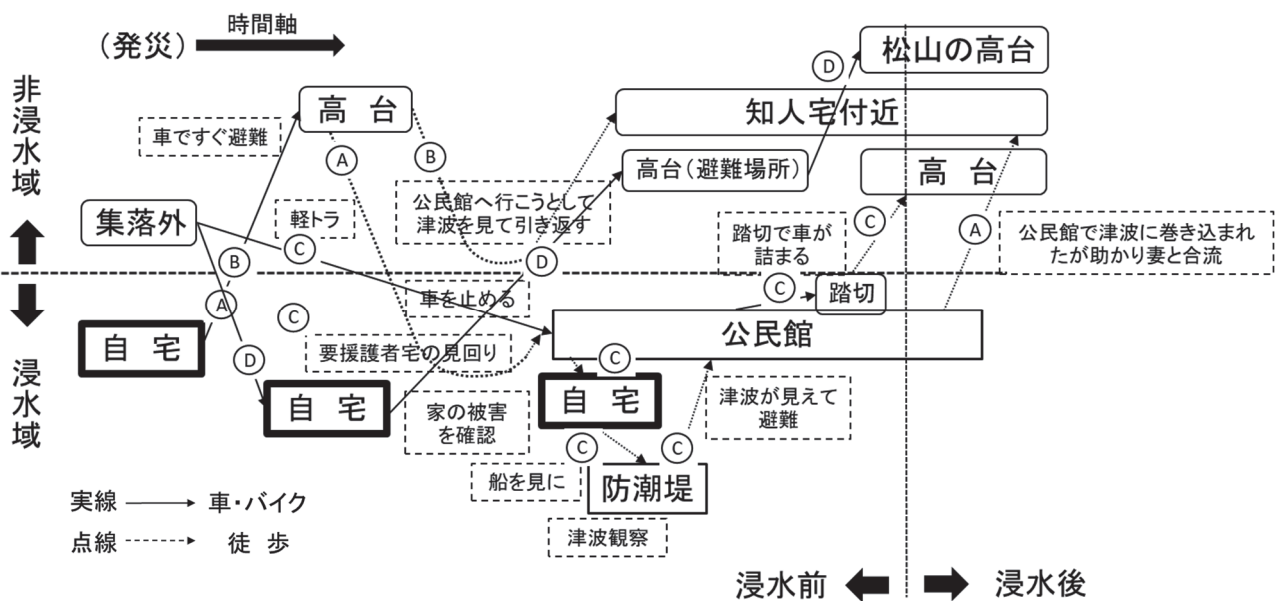 (発災)
時間軸
非浸水域
浸水域
松山の高台
D
知人宅付近
高 台
車ですぐ避難
A
B
高台(避難場所)
高 台
公民館へ行こうとして
津波を見て引き返す
集落外
軽トラ
C
踏切で車が
詰まる
C
A
公民館で津波に巻き込まれ
たが助かり妻と合流
B
D
A
車を止める
C
踏切
C
自 宅
D
要援護者宅の見回り
公民館
C
自 宅
家の被害
を確認
自 宅
津波が見えて
避難
C
C
船を見に
防潮堤
津波観察
実線
車・バイク
点線
徒 歩
浸水前
浸水後